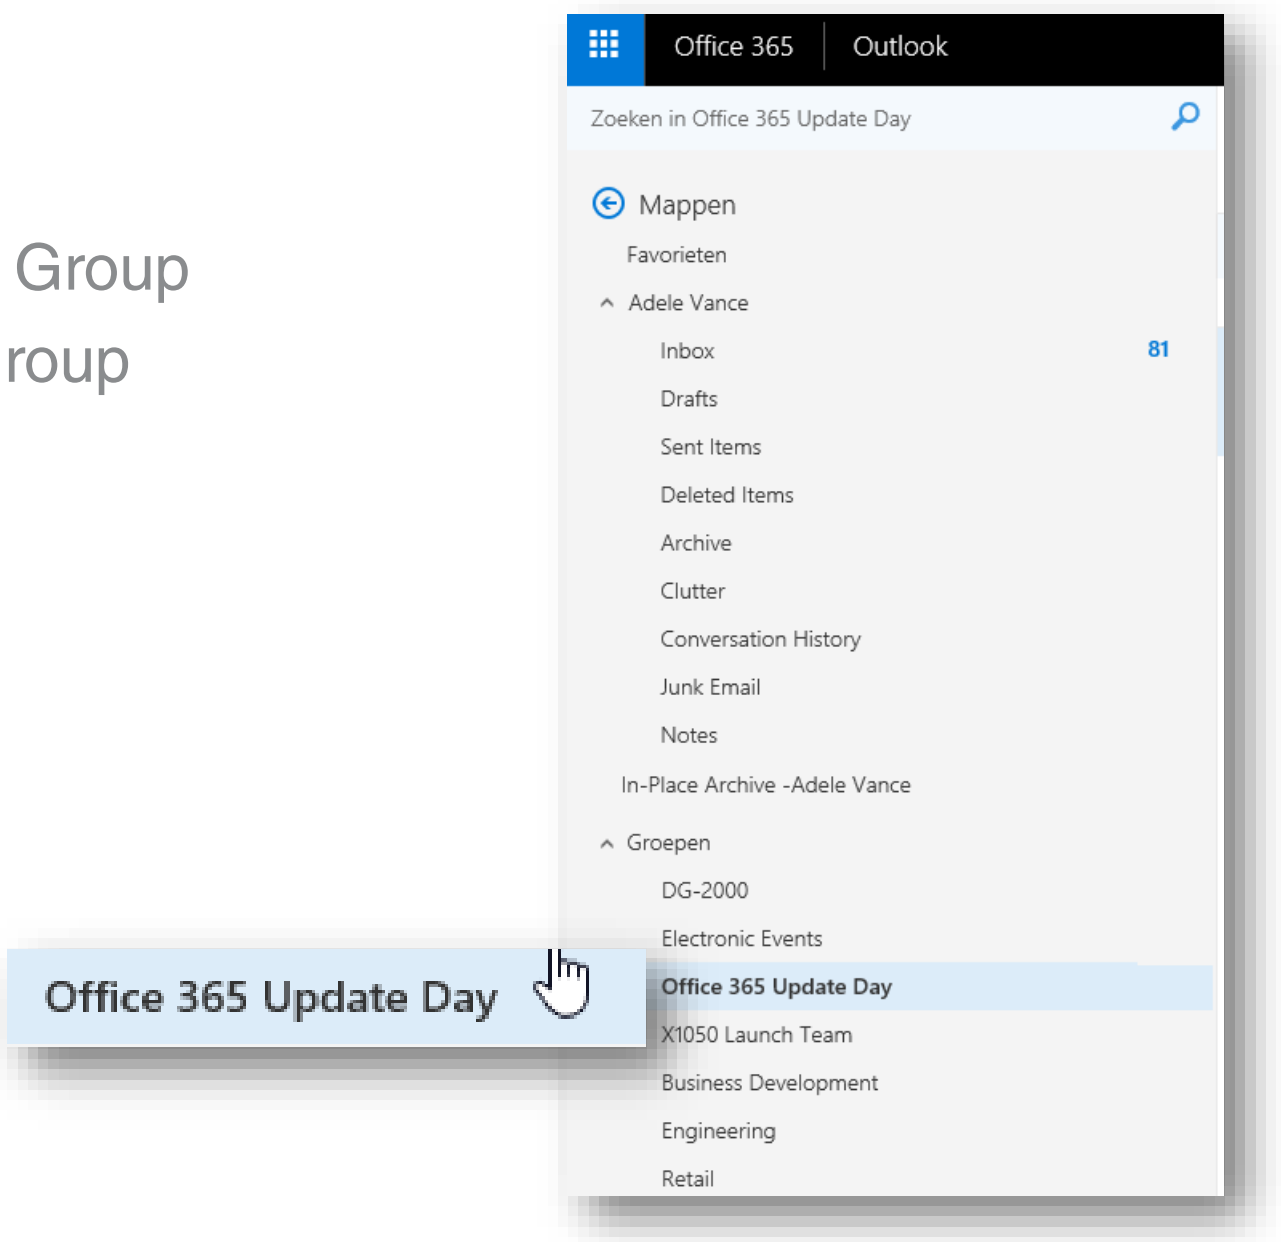 Group
roup
Office 365 Outlook
Zoeken in Office 365 Update Day
Mappen
Favorieten
Adele Vance
Inbox 81
Drafts
Sent Items
Deleted Items
Archive
Clutter
Conversation History
Junk Email
Notes
In-Place Archive -Adele Vance
Groepen
DG-2000
Electronic Events
Office 365 Update Day
Office 365 Update Day
X1050 Launch Team
Business Development
Engineering
Retail